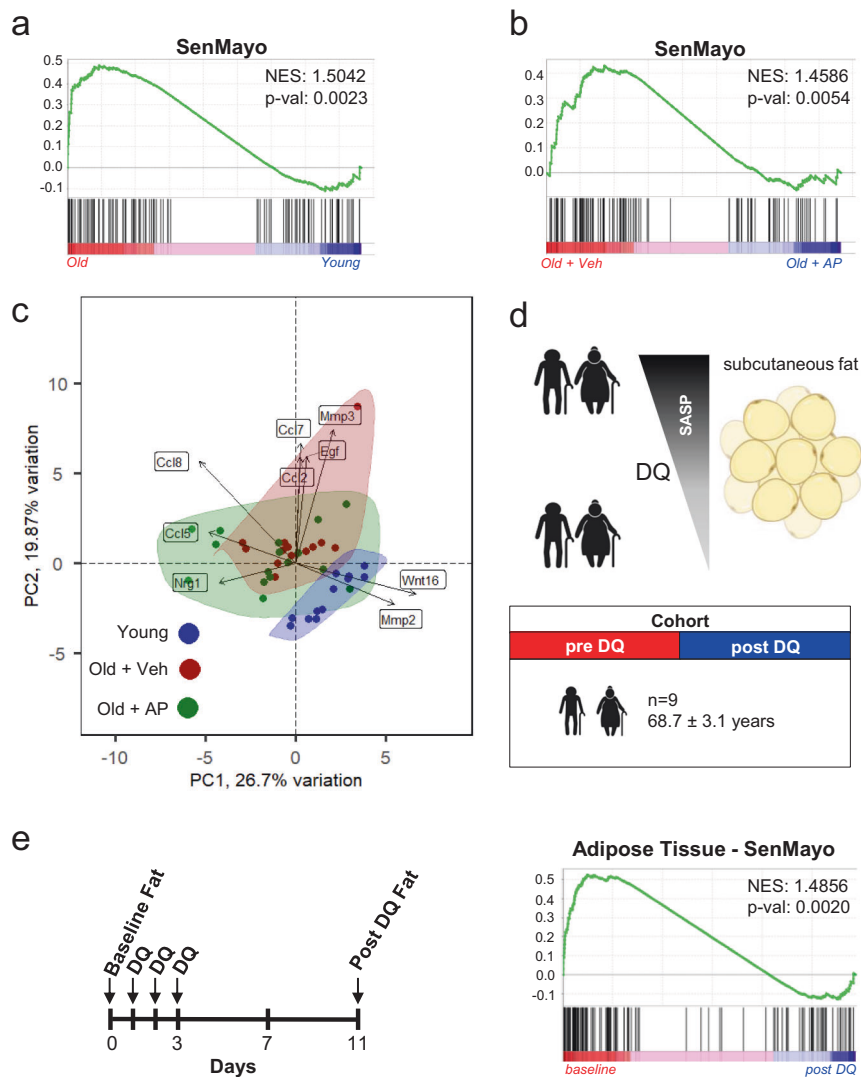 a
SenMayo
NES: 1.5042
p-val: 0.0023
0.5
0.4
0.3
0.2
0.1
0.0
-0.1
Old
Young
b
SenMayo
NES: 1.4586
p-val: 0.0054
0.4
0.3
0.2
0.1
0.0
Old + Veh
Old + AP
c
10
5
0
-5
PC2, 19.87% variation
Mmp3
Ccl7
Egf
Ccl2
Ccl8
Ccl5
Nrg1
Wnt16
Mmp2
Young
Old + Veh
Old + AP
-10
-5
0
5
PC1, 26.7% variation
d
subcutaneous fat
SASP
DQ
Cohort
pre DQ
post DQ
n=9
68.7 ± 3.1 years
e
Baseline Fat
DQ
DQ
DQ
Post DQ Fat
0
3
7
11
Days
Adipose Tissue - SenMayo
NES: 1.4856
p-val: 0.0020
0.5
0.4
0.3
0.2
0.1
0.0
-0.1
baseline
post DQ